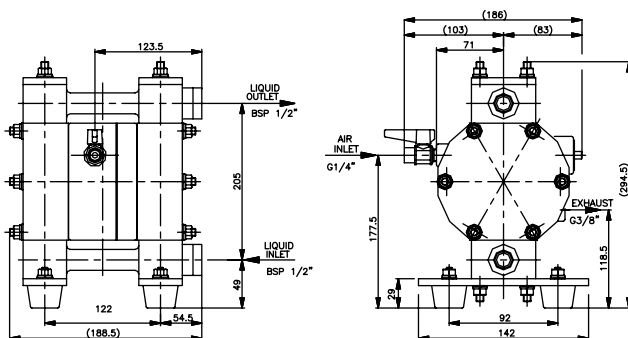 123.5
LIQUID
OUTLET
BSP 1/2"
205
LIQUID
INLET
BSP 1/2"
49
122
54.5
(188.5)
(186)
(103)
(83)
71
AIR
INLET
G1/4"
177.5
(294.5)
EXHAUST
G3/8"
118.5
29
92
142